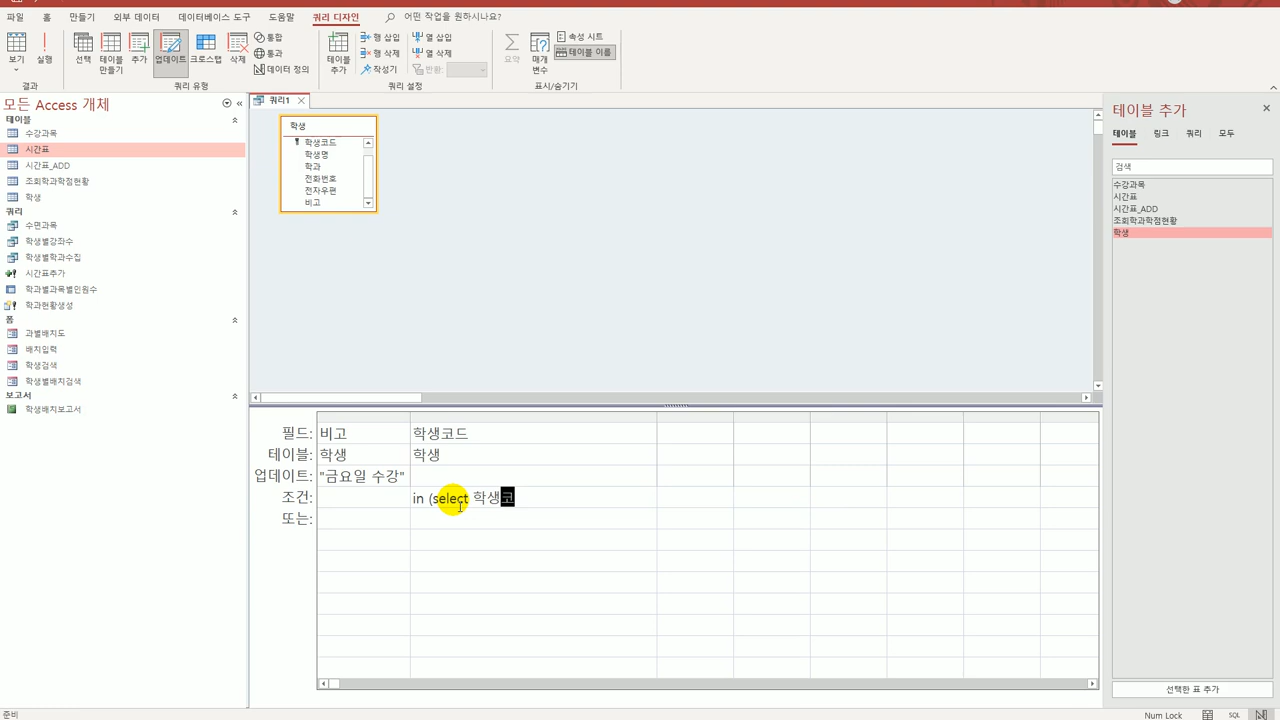 파일 홈 만들기 외부 데이터 데이터베이스 도구 도움말 쿼리 디자인 어떤 작업을 원하시나요?
보기 실행 선택 테이블 만들기 추가 업데이트 크로스탭 삭제 통합 통과 데이터 정의 테이블 추가 행 삽입 행 삭제 작성기 열 삽입 열 삭제 반환: 요약 매개 변수 속성 시트 테이블 이름
결과 쿼리 유형 쿼리 설정 표시/숨기기
모든 Access 개체
테이블
수강과목
시간표
시간표_ADD
조회학과학점현황
학생
쿼리
수면과목
학생별강좌수
학생별학과수집
시간표추가
학과별과목별인원수
학과현황생성
폼
과별배치도
배치입력
학생검색
학생별배치검색
보고서
학생배치보고서
쿼리1
학생
학생코드
학생명
학과
전화번호
전자우편
비고
필드: 비고 학생코드
테이블: 학생 학생
업데이트: "금요일 수강"
조건: in (select 학생코
또는:
테이블 추가
테이블 링크 쿼리 모두
검색
수강과목
시간표
시간표_ADD
조회학과학점현황
학생
선택한 표 추가
준비 Num Lock SQL